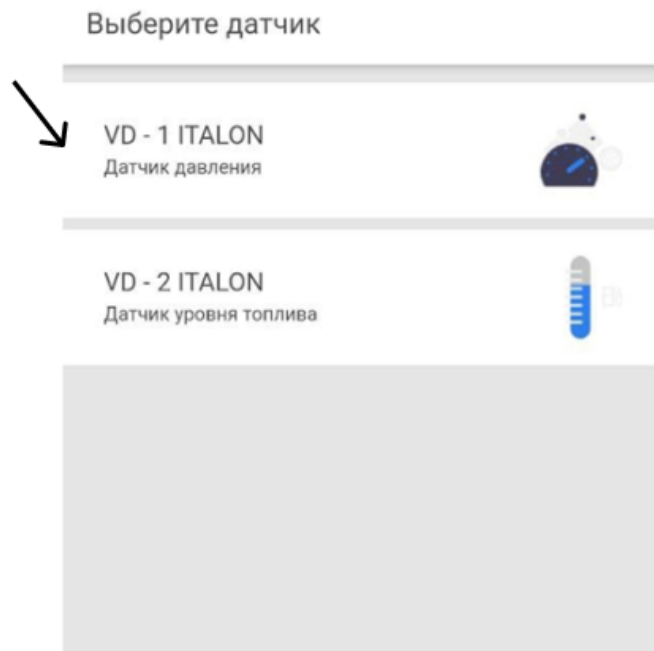 Выберите датчик
VD - 1 ITALON
Датчик давления
VD - 2 ITALON
Датчик уровня топлива